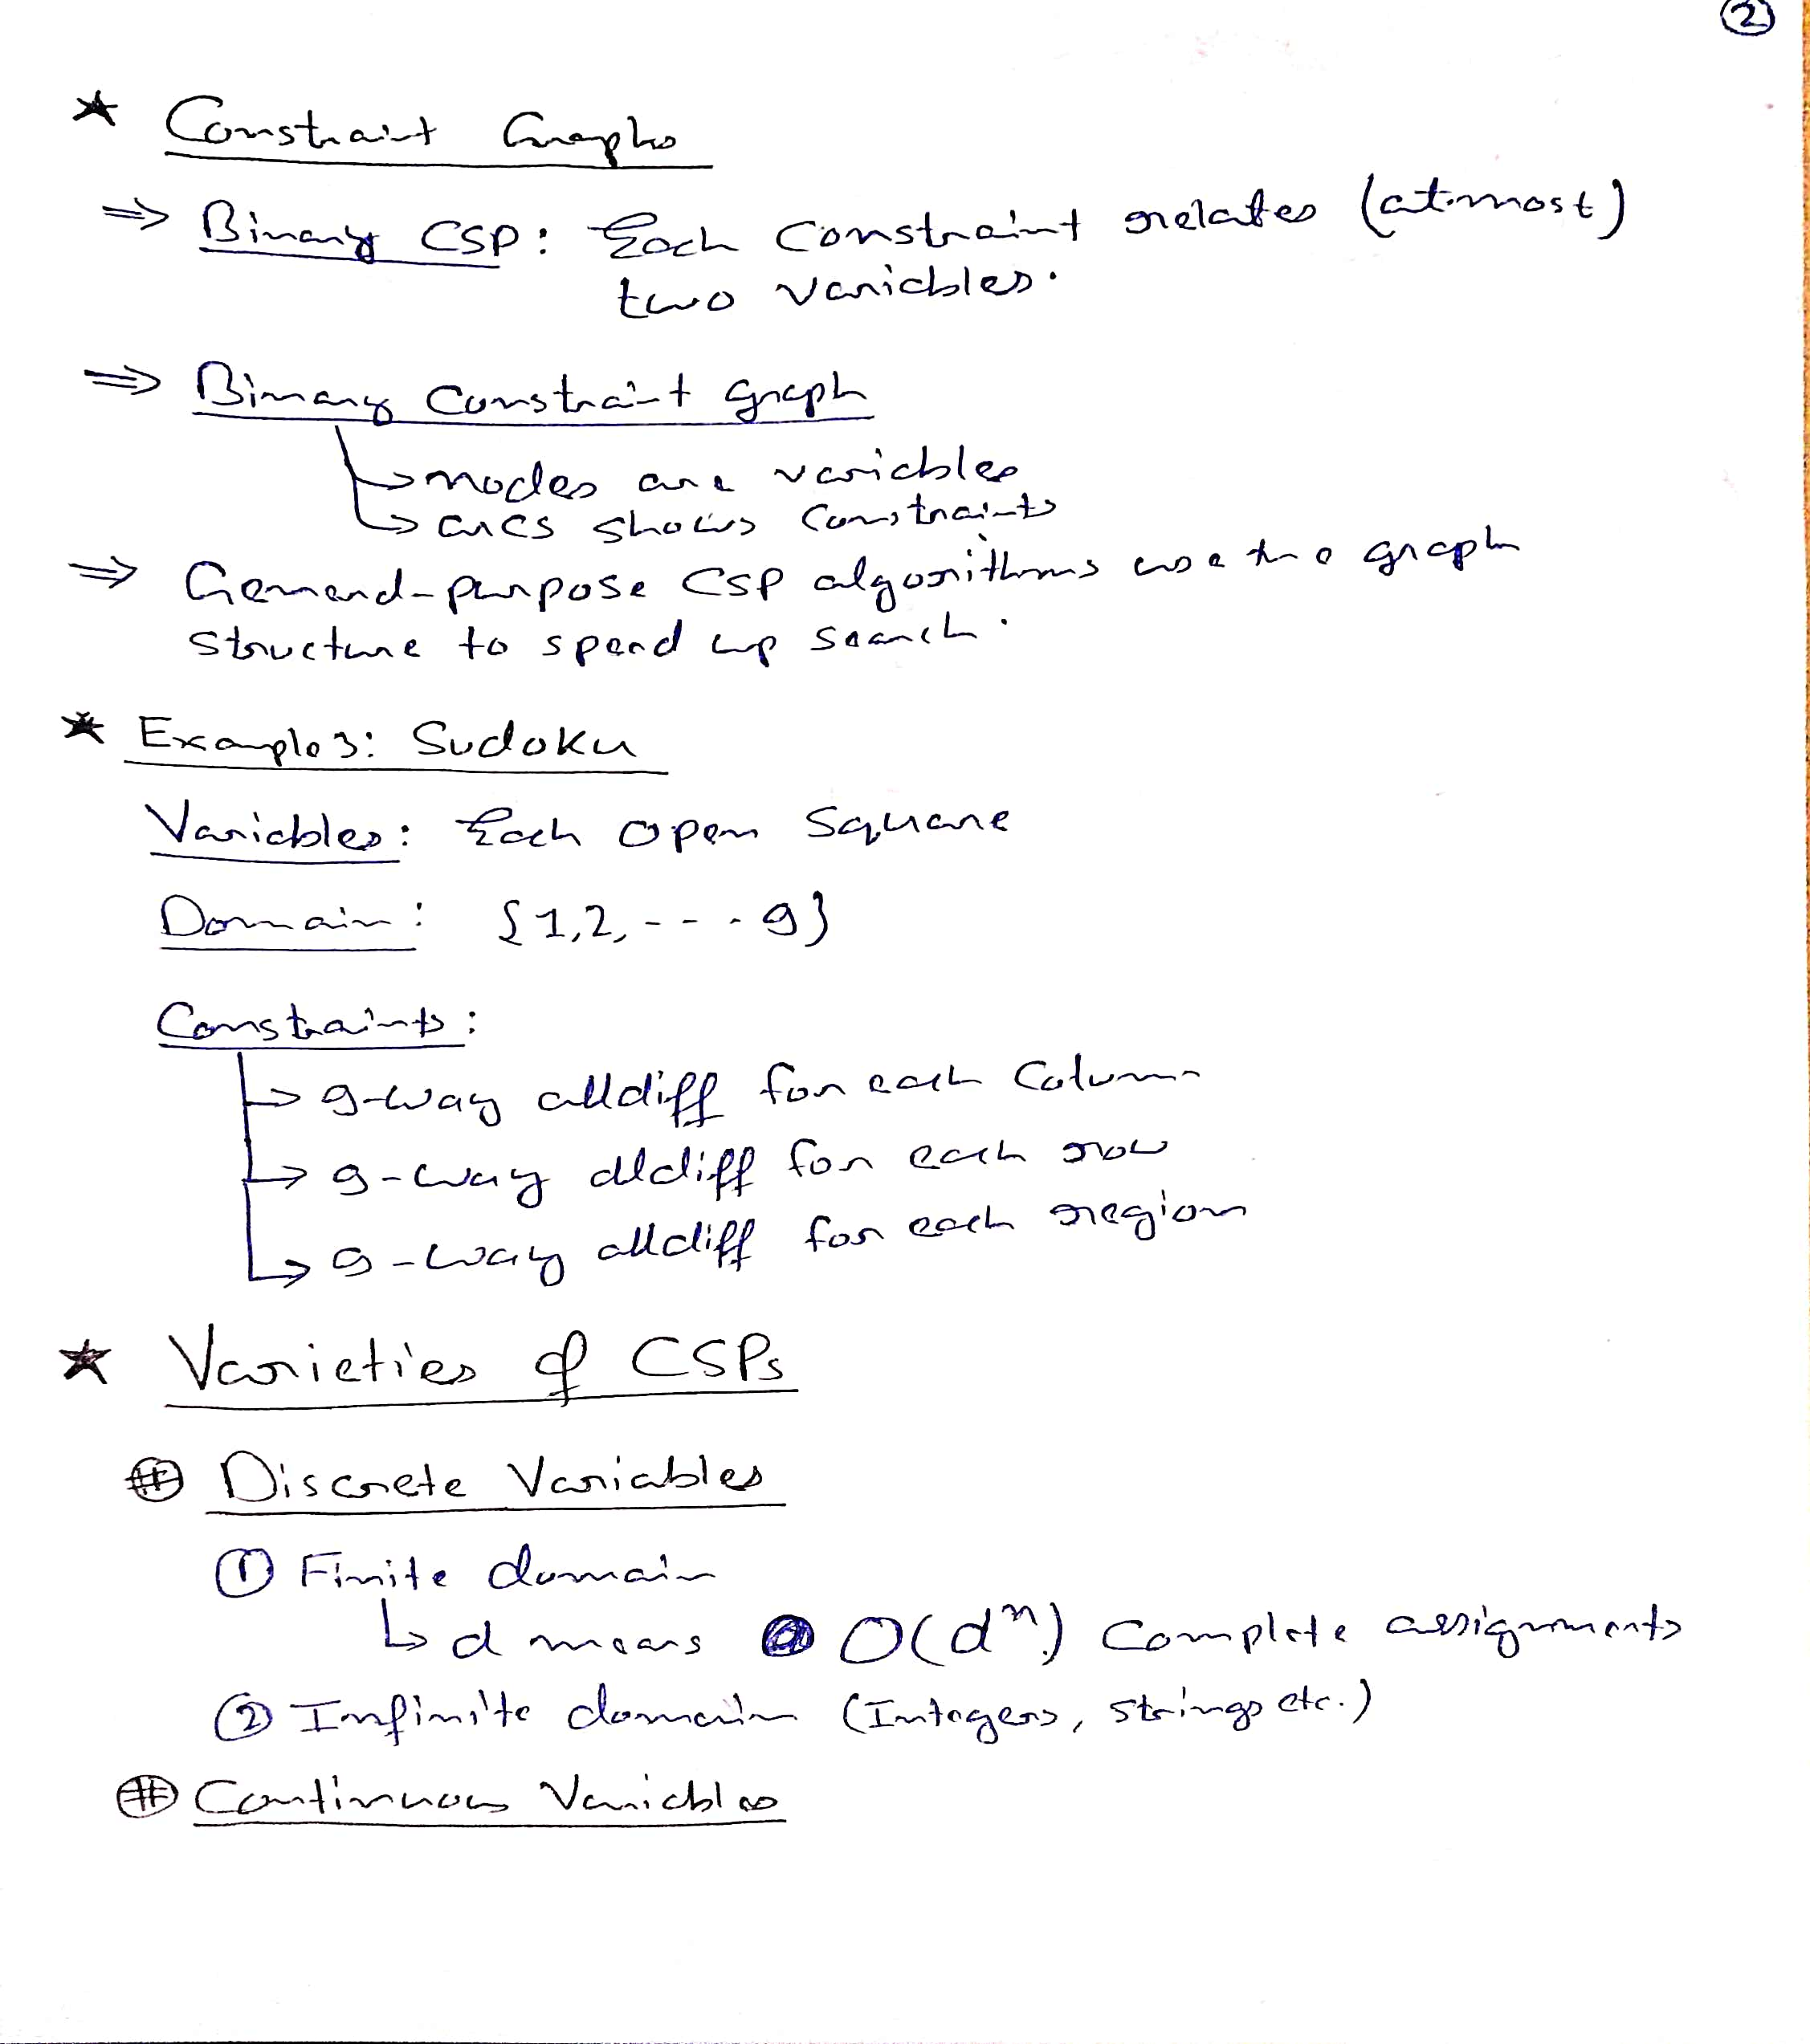 ②
* Constraint Graphs
⇒ Binary CSP: Each Constraint relates (atmost)
two variables.
⇒ Binary Constraint graph
↳ nodes are variables
↳ arcs shows Constraints
⇒ General-purpose CSP algorithms use the graph
structure to speed up search.
* Example 3: Sudoku
Variables: Each open square
Domain: {1,2, - - - 9}
Constraints:
↳ 9-way alldiff for each Column
↳ 9-way alldiff for each row
↳ 9-way alldiff for each region
* Varieties of CSPs
# Discrete Variables
① Finite domain
↳ d means O(dⁿ) Complete assignments
② Infinite domain (Integers, strings etc.)
# Continuous Variables